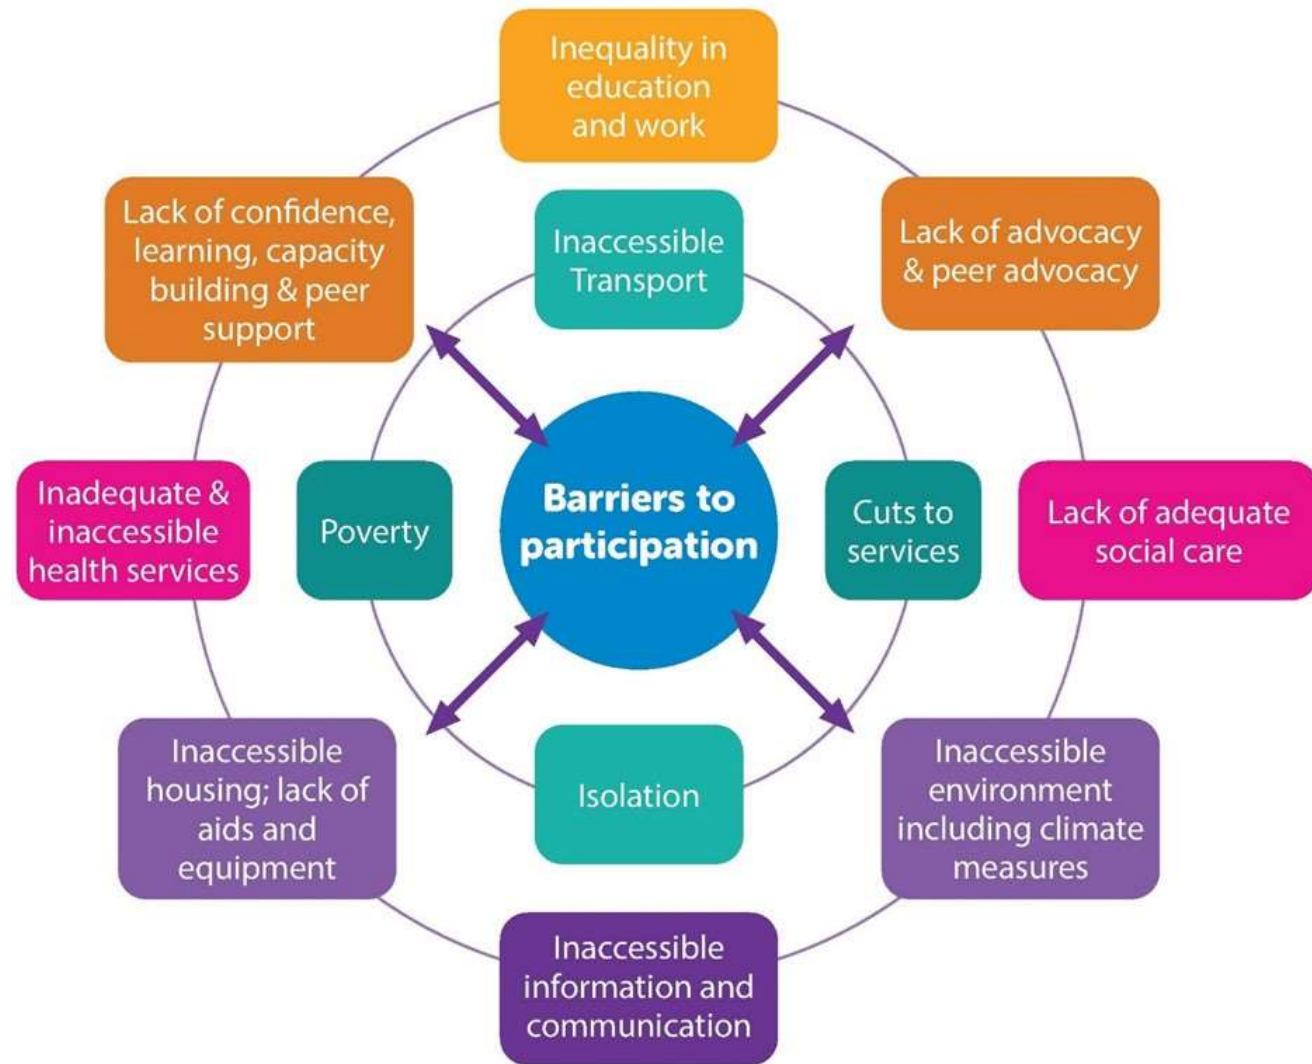 Inequality in
education
and work
Lack of confidence,
learning, capacity
building & peer
support
Inaccessible
Transport
Lack of advocacy
& peer advocacy
Inadequate &
inaccessible
health services
Poverty
Barriers to
participation
Cuts to
services
Lack of adequate
social care
Inaccessible
housing; lack of
aids and
equipment
Isolation
Inaccessible
environment
including climate
measures
Inaccessible
information and
communication